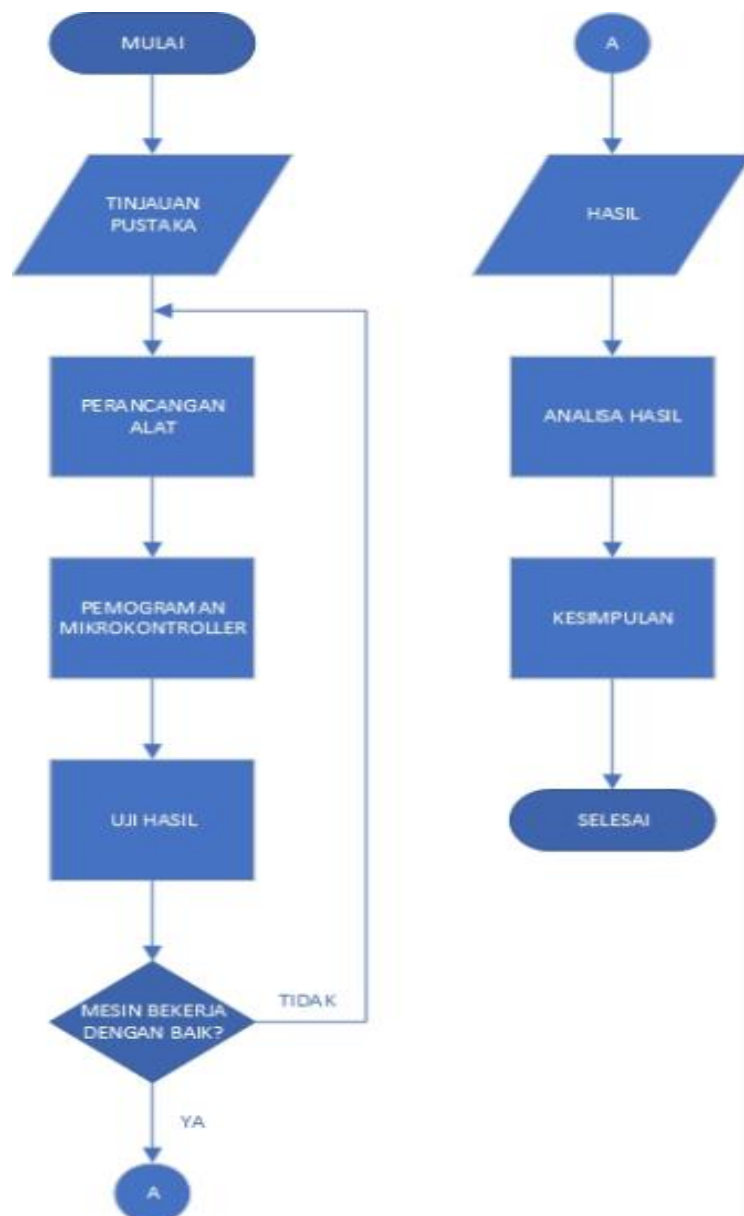 MULAI
TINJAUAN
PUSTAKA
PERANCANGAN
ALAT
PEMOGRAMAN
MIKROKONTROLLER
UJI HASIL
MESIN BEKERJA
DENGAN BAIK?
TIDAK
YA
A
A
HASIL
ANALISA HASIL
KESIMPULAN
SELESAI